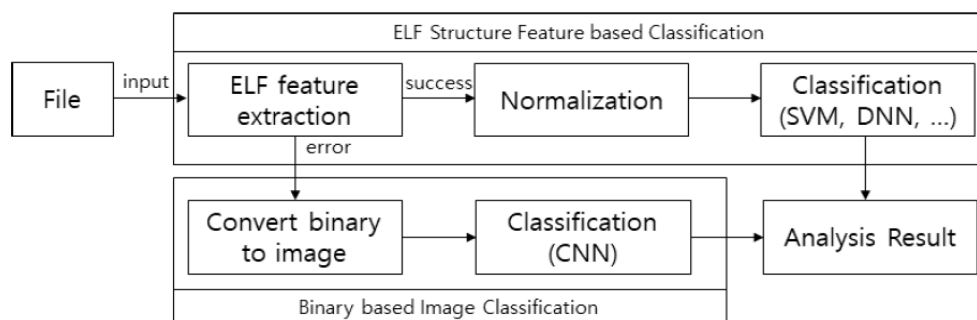 ELF Structure Feature based Classification
File
input
ELF feature
extraction
success
Normalization
Classification
(SVM, DNN, ...)
error
Convert binary
to image
Classification
(CNN)
Analysis Result
Binary based Image Classification